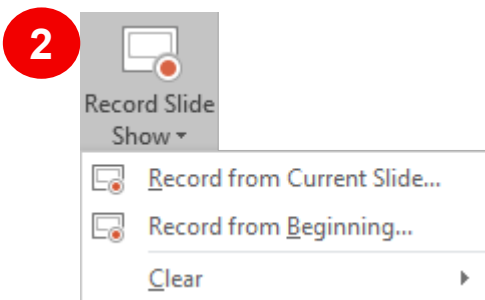 2
Record Slide
Show
Record from Current Slide...
Record from Beginning...
Clear